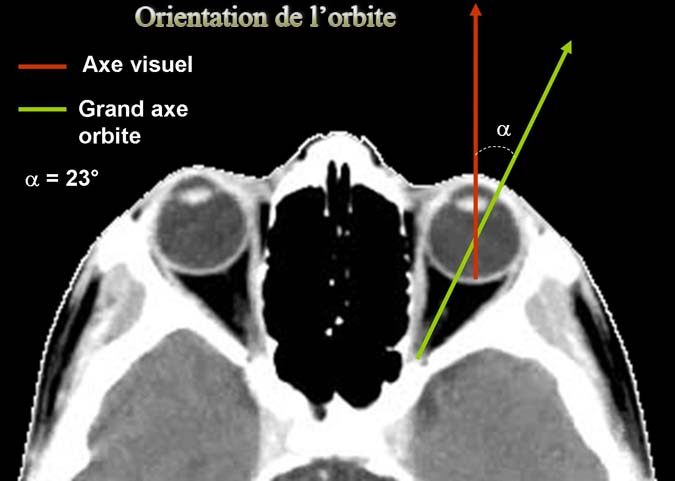 Orientation de l'orbite
Axe visuel
Grand axe
orbite
α
α = 23°